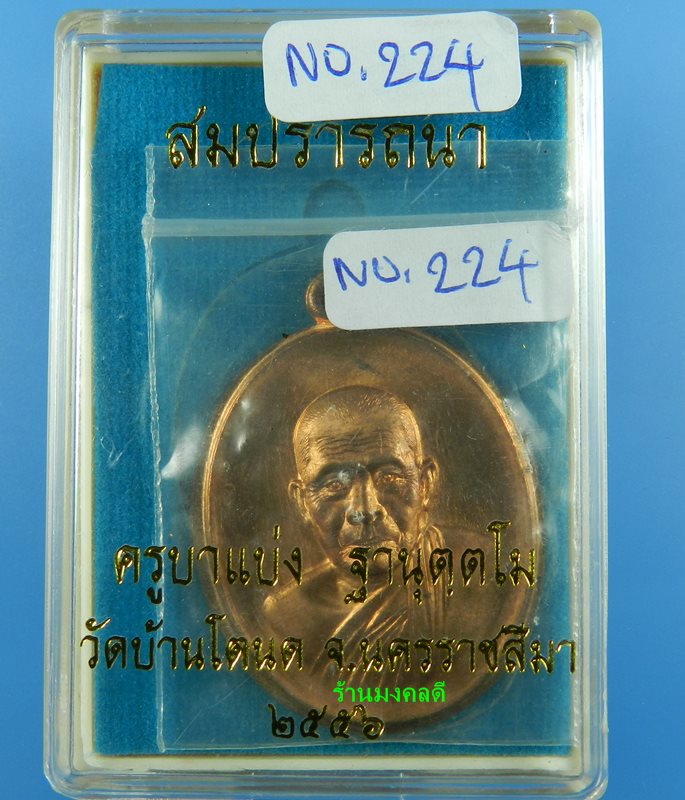 NO. 224
สมปรารถนา
NO. 224
ครูบาแบ่ง ฐานุตฺตโม
วัดบ้านโตนด จ.นครราชสีมา
ร้านมงคลดี
๒๕๕๖